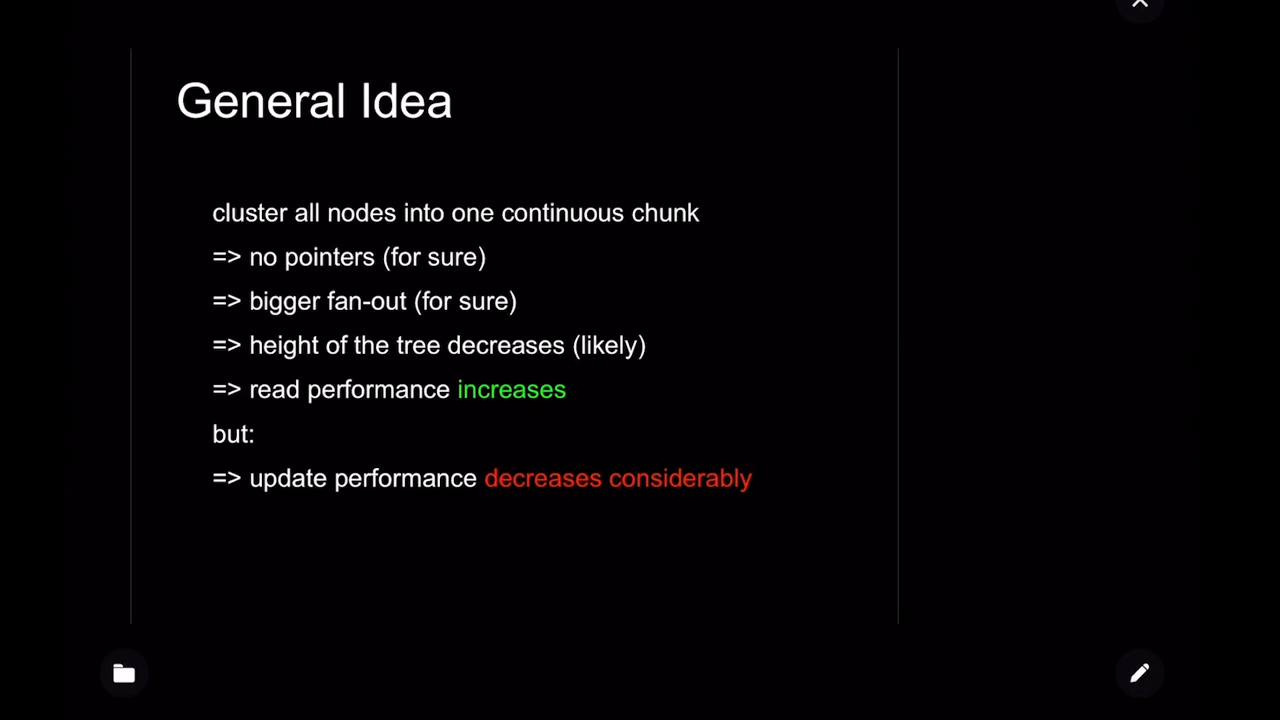 General Idea
cluster all nodes into one continuous chunk
=> no pointers (for sure)
=> bigger fan-out (for sure)
=> height of the tree decreases (likely)
=> read performance increases
but:
=> update performance decreases considerably